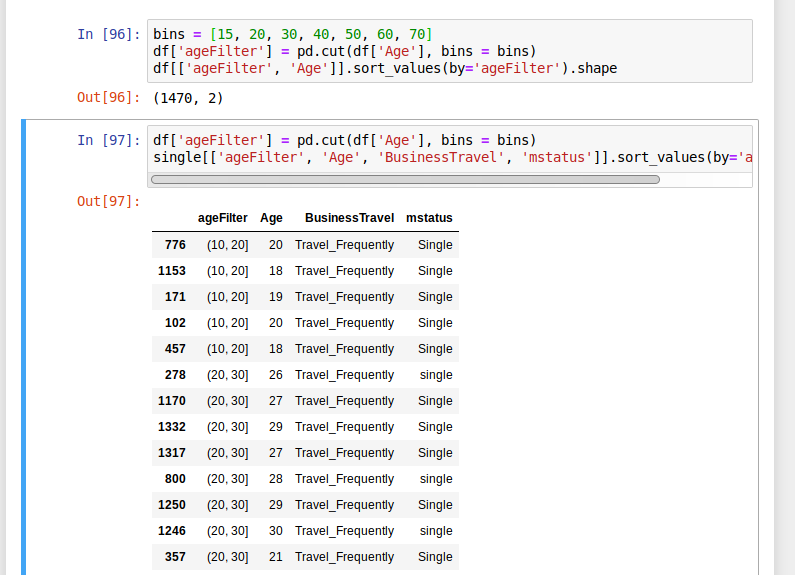 In [96]: bins = [15, 20, 30, 40, 50, 60, 70]
df['ageFilter'] = pd.cut(df['Age'], bins = bins)
df[['ageFilter', 'Age']].sort_values(by='ageFilter').shape
Out[96]: (1470, 2)
In [97]: df['ageFilter'] = pd.cut(df['Age'], bins = bins)
single[['ageFilter', 'Age', 'BusinessTravel', 'mstatus']].sort_values(by='a
Out[97]:
ageFilter Age BusinessTravel mstatus
776 (10, 20] 20 Travel_Frequently Single
1153 (10, 20] 18 Travel_Frequently Single
171 (10, 20] 19 Travel_Frequently Single
102 (10, 20] 20 Travel_Frequently Single
457 (10, 20] 18 Travel_Frequently Single
278 (20, 30] 26 Travel_Frequently single
1170 (20, 30] 27 Travel_Frequently Single
1332 (20, 30] 29 Travel_Frequently Single
1317 (20, 30] 27 Travel_Frequently Single
800 (20, 30] 28 Travel_Frequently single
1250 (20, 30] 29 Travel_Frequently Single
1246 (20, 30] 30 Travel_Frequently single
357 (20, 30] 21 Travel_Frequently Single